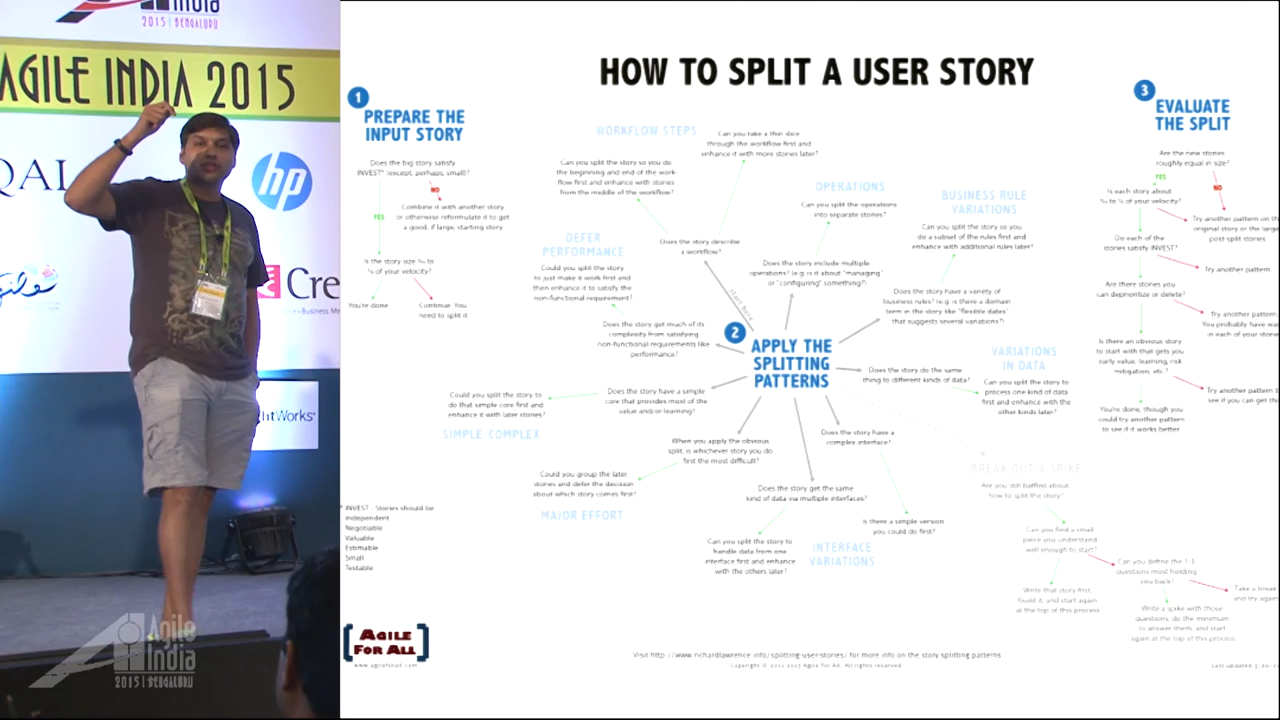 India
2015 | BENGALURU
AGILE INDIA 2015
hp
Cre
Works®
Agile
India
2015 | BENGALURU
HOW TO SPLIT A USER STORY
1
PREPARE THE
INPUT STORY
Does the big story satisfy
INVEST* (except, perhaps, small)?
NO
YES
Combine it with another story
or otherwise reformulate it to get
a good, if large, starting story
Is the story size
of your velocity?
You're done
Continue. You
need to split it
* INVEST - Stories should be
Independent
Negotiable
Valuable
Estimable
Small
Testable
AGILE
FOR ALL
www.agileforall.com
2
APPLY THE
SPLITTING
PATTERNS
start here
WORKFLOW STEPS
Can you take a thin slice
through the workflow first and
enhance it with more stories later?
Can you split the story so you do
the beginning and end of the work-
flow first and enhance with stories
from the middle of the workflow?
Does the story describe
a workflow?
OPERATIONS
Can you split the operations
into separate stories?
Does the story include multiple
operations? (e.g. is it about "managing"
or "configuring" something?)
BUSINESS RULE
VARIATIONS
Can you split the story so you
do a subset of the rules first and
enhance with additional rules later?
Does the story have a variety of
business rules? (e.g. is there a domain
term in the story like "flexible dates"
that suggests several variations?)
VARIATIONS
IN DATA
Does the story do the same
thing to different kinds of data?
Can you split the story to
process one kind of data
first and enhance with the
other kinds later?
DEFER
PERFORMANCE
Could you split the story
to just make it work first and
then enhance it to satisfy the
non-functional requirement?
Does the story get much of its
complexity from satisfying
non-functional requirements like
performance?
Does the story have a simple
core that provides most of the
value and/or learning?
Could you split the story to
do that simple core first and
enhance it with later stories?
SIMPLE/COMPLEX
When you apply the obvious
split, is whichever story you do
first the most difficult?
Could you group the later
stories and defer the decision
about which story comes first?
MAJOR EFFORT
Does the story get the same
kind of data via multiple interfaces?
Can you split the story to
handle data from one
interface first and enhance
with the others later?
INTERFACE
VARIATIONS
Does the story have a
complex interface?
Is there a simple version
you could do first?
BREAK OUT A SPIKE
Are you still baffled about
how to split the story?
Can you find a small
piece you understand
well enough to start?
Write that story first,
build it, and start again
at the top of this process
Can you define the 1-3
questions most holding
you back?
Take a break
and try again
Write a spike with those
questions, do the minimum
to answer them, and start
again at the top of this process
3
EVALUATE
THE SPLIT
Are the new stories
roughly equal in size?
YES
NO
Is each story about
of your velocity?
Try another pattern on the
original story or the large
post-split stories
Do each of the
stories satisfy INVEST?
Try another pattern
Are there stories you
can deprioritize or delete?
Try another pattern
You probably have wa
in each of your storie
Is there an obvious story
to start with that gets you
early value, learning, risk
mitigation, etc.?
Try another pattern t
see if you can get thi
You're done, though you
could try another pattern
to see if it works better
Visit http://www.richardlawrence.info/splitting-user-stories/ for more info on the story splitting patterns
Copyright © 2011-2013 Agile For All. All rights reserved.